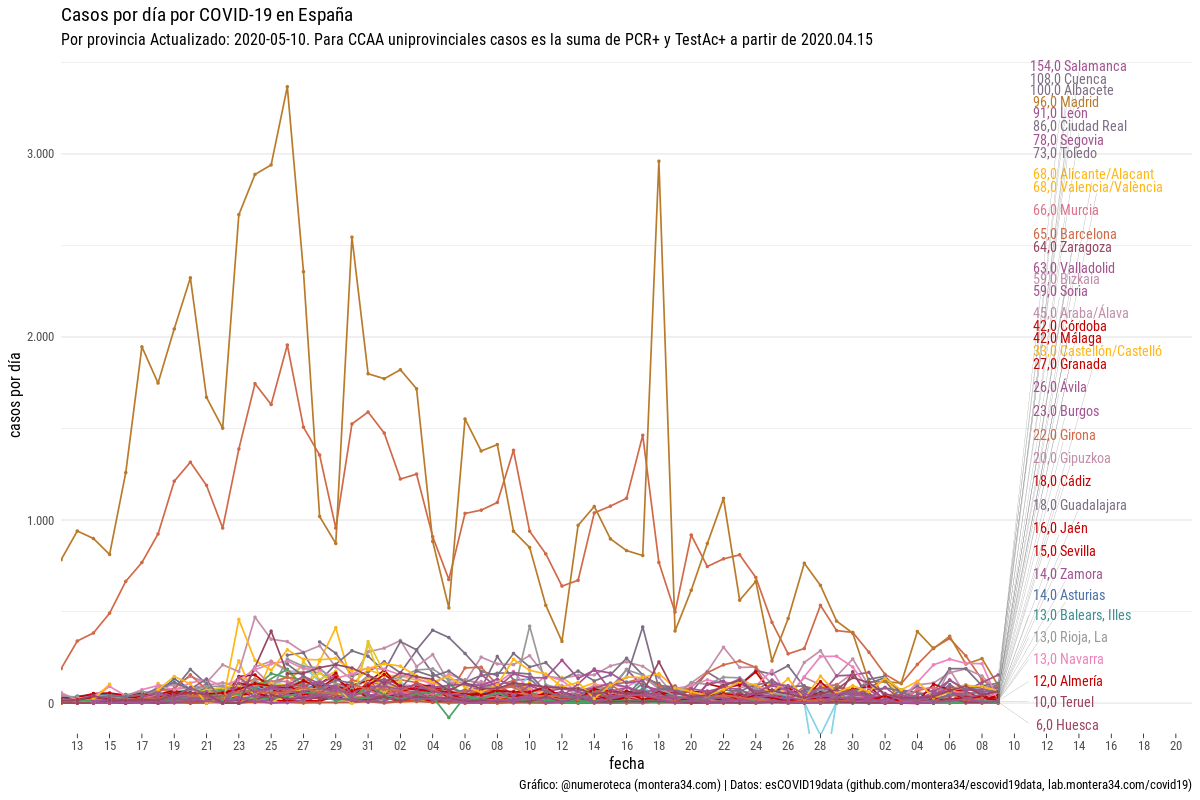 Casos por día por COVID-19 en España
Por provincia Actualizado: 2020-05-10. Para CCAA uniprovinciales casos es la suma de PCR+ y TestAc+ a partir de 2020.04.15
casos por día
3.000
2.000
1.000
0
154,0 Salamanca
108,0 Cuenca
100,0 Albacete
96,0 Madrid
91,0 León
86,0 Ciudad Real
78,0 Segovia
73,0 Toledo
68,0 Alicante/Alacant
68,0 Valencia/València
66,0 Murcia
65,0 Barcelona
64,0 Zaragoza
63,0 Valladolid
59,0 Bizkaia
59,0 Soria
45,0 Araba/Álava
42,0 Córdoba
42,0 Málaga
33,0 Castellón/Castelló
27,0 Granada
26,0 Ávila
23,0 Burgos
22,0 Girona
20,0 Gipuzkoa
18,0 Cádiz
18,0 Guadalajara
16,0 Jaén
15,0 Sevilla
14,0 Zamora
14,0 Asturias
13,0 Balears, Illes
13,0 Rioja, La
13,0 Navarra
12,0 Almería
10,0 Teruel
6,0 Huesca
13 15 17 19 21 23 25 27 29 31 02 04 06 08 10 12 14 16 18 20 22 24 26 28 30 02 04 06 08 10 12 14 16 18 20
fecha
Gráfico: @numeroteca (montera34.com) | Datos: esCOVID19data (github.com/montera34/escovid19data, lab.montera34.com/covid19)